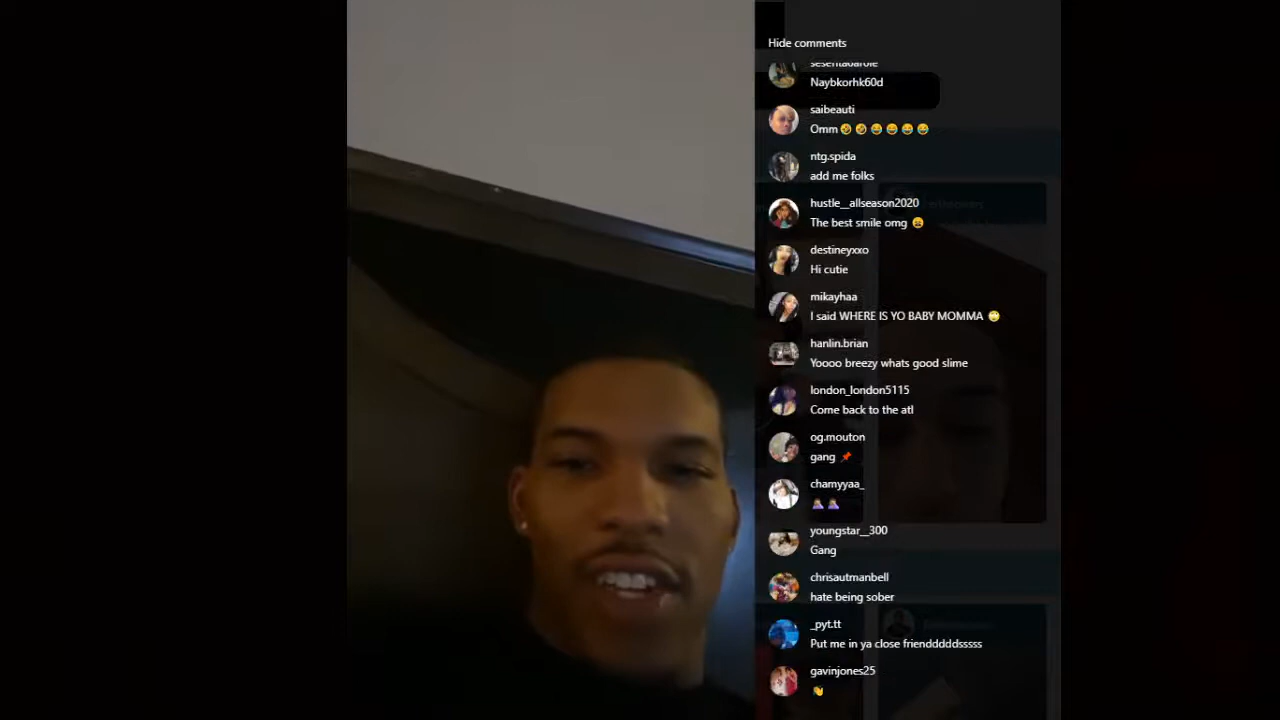 Hide comments
Naybkorhk60d
saibeauti
Omm🤣🤣😂😂😂😂
ntg.spida
add me folks
hustle__allseason2020
The best smile omg 😩
destineyxxo
Hi cutie
mikayhaa
I said WHERE IS YO BABY MOMMA 🙄
hanlin.brian
Yoooo breezy whats good slime
london_london5115
Come back to the atl
og.mouton
gang 📌
chamyyaa_
youngstar__300
Gang
chrisautmanbell
hate being sober
_pyt.tt
Put me in ya close friendddddsssss
gavinjones25
👏